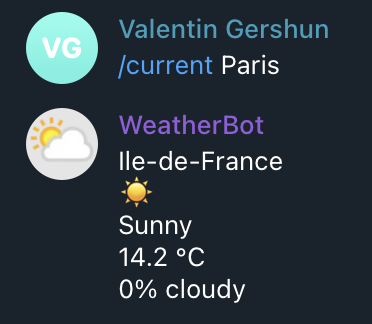 VG
Valentin Gershun
/current Paris
WeatherBot
Ile-de-France
☀️
Sunny
14.2 °C
0% cloudy